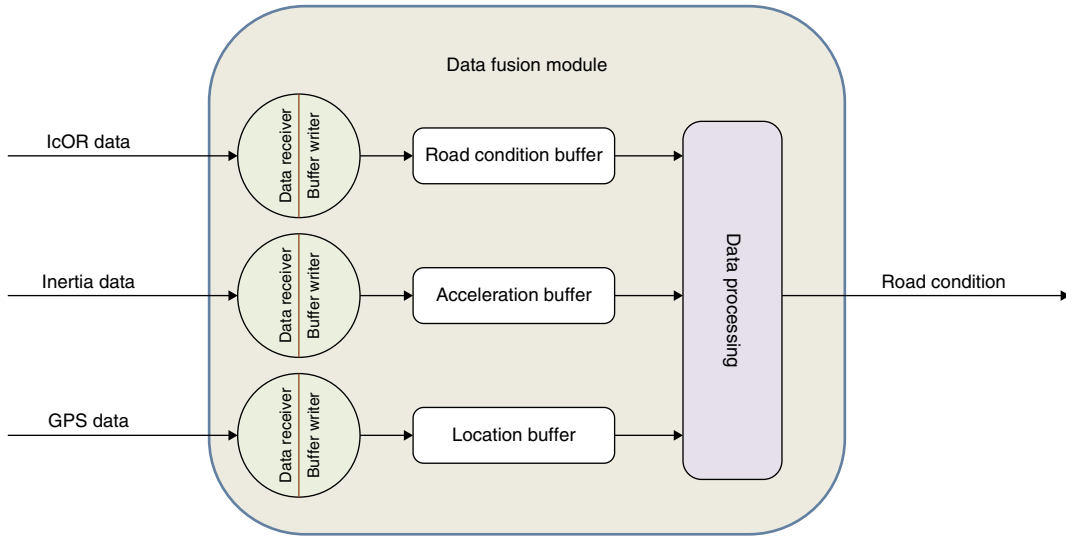 Data fusion module
IcOR data
Data receiver
Buffer writer
Road condition buffer
Inertia data
Data receiver
Buffer writer
Acceleration buffer
Data processing
Road condition
GPS data
Data receiver
Buffer writer
Location buffer